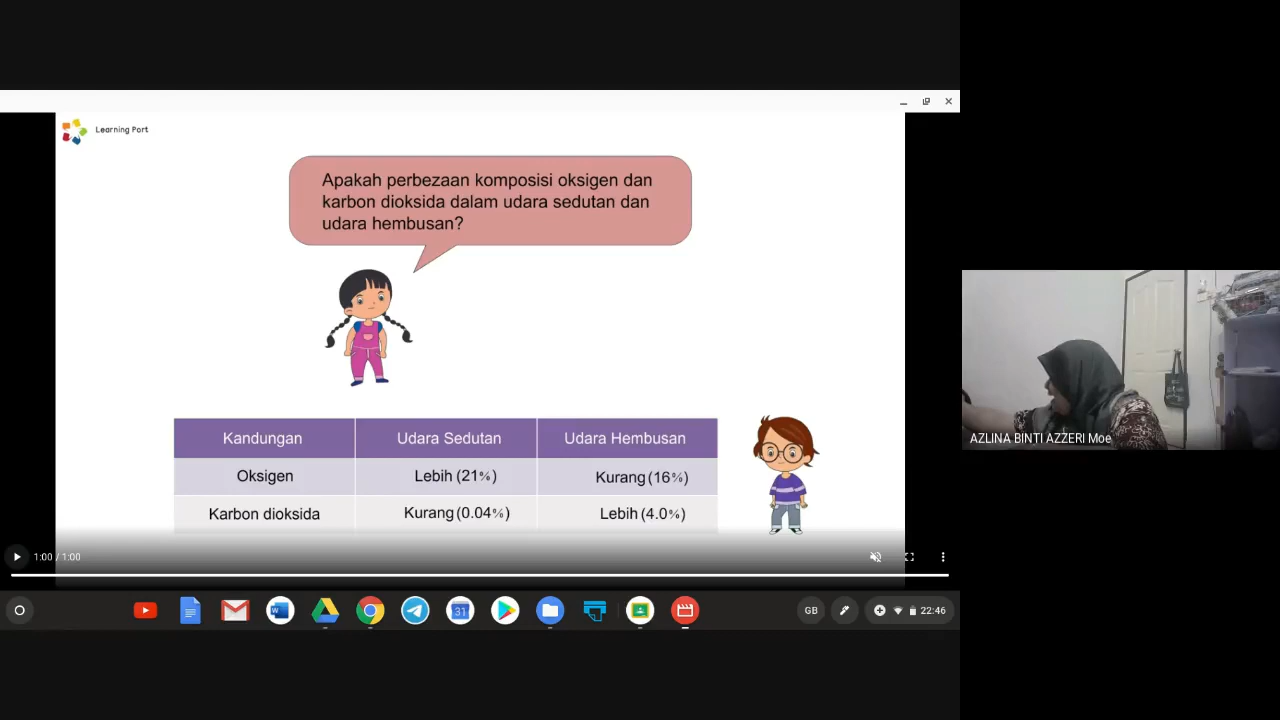 Learning Port
Apakah perbezaan komposisi oksigen dan
karbon dioksida dalam udara sedutan dan
udara hembusan?
Kandungan Udara Sedutan Udara Hembusan
Oksigen Lebih (21%) Kurang (16%)
Karbon dioksida Kurang (0.04%) Lebih (4.0%)
AZLINA BINTI AZZERI Moe
1:00 / 1:00
31
GB
22:46